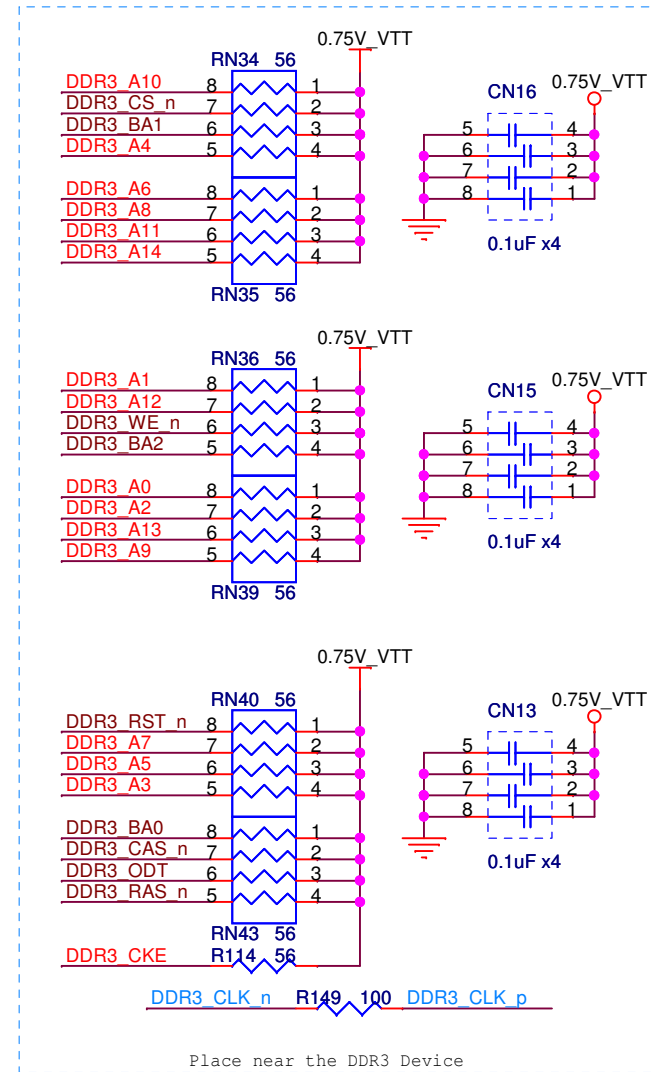 0.75V_VTT
RN34 56
DDR3_A10 8 1
DDR3_CS_n 7 2
DDR3_BA1 6 3
DDR3_A4 5 4
DDR3_A6 8 1
DDR3_A8 7 2
DDR3_A11 6 3
DDR3_A14 5 4
RN35 56
CN16 0.75V_VTT
5 4
6 3
7 2
8 1
0.1uF x4
0.75V_VTT
RN36 56
DDR3_A1 8 1
DDR3_A12 7 2
DDR3_WE_n 6 3
DDR3_BA2 5 4
DDR3_A0 8 1
DDR3_A2 7 2
DDR3_A13 6 3
DDR3_A9 5 4
RN39 56
CN15 0.75V_VTT
5 4
6 3
7 2
8 1
0.1uF x4
0.75V_VTT
RN40 56
DDR3_RST_n 8 1
DDR3_A7 7 2
DDR3_A5 6 3
DDR3_A3 5 4
DDR3_BA0 8 1
DDR3_CAS_n 7 2
DDR3_ODT 6 3
DDR3_RAS_n 5 4
RN43 56
CN13 0.75V_VTT
5 4
6 3
7 2
8 1
0.1uF x4
DDR3_CKE R114 56
DDR3_CLK_n R149 100 DDR3_CLK_p
Place near the DDR3 Device